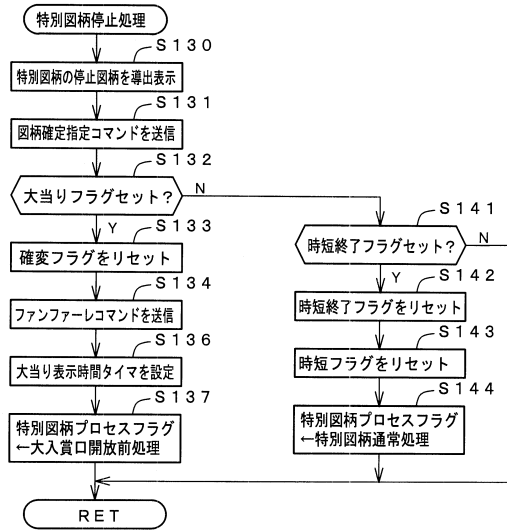 特別図柄停止処理
S130
特別図柄の停止図柄を導出表示
S131
図柄確定指定コマンドを送信
S132
大当りフラグセット?
N
Y
S133
確変フラグをリセット
S134
ファンファーレコマンドを送信
S136
大当り表示時間タイマを設定
S137
特別図柄プロセスフラグ
←大入賞口開放前処理
S141
時短終了フラグセット?
N
Y
S142
時短終了フラグをリセット
S143
時短フラグをリセット
S144
特別図柄プロセスフラグ
←特別図柄通常処理
RET